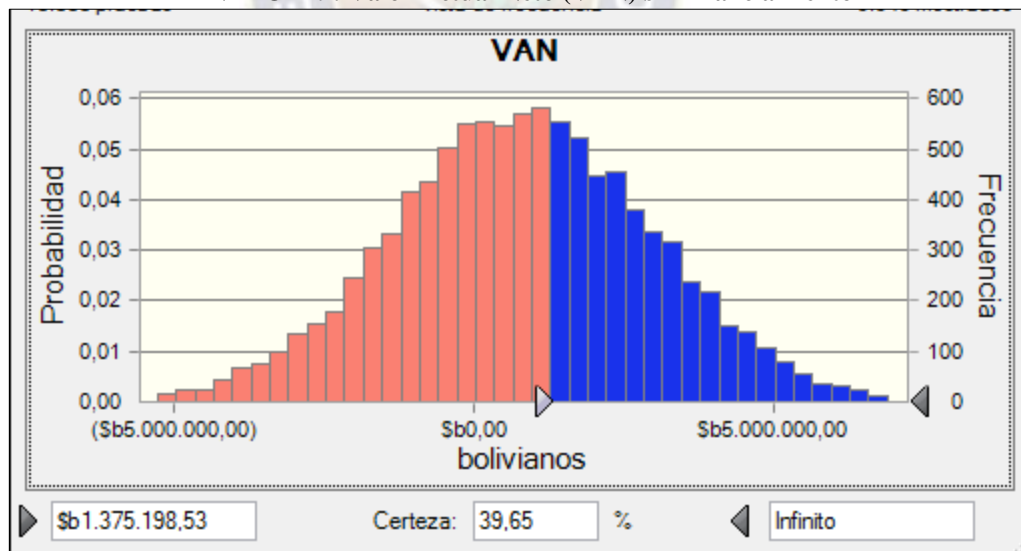 VAN
Probabilidad
0,06
0,05
0,04
0,03
0,02
0,01
0,00
600
500
400
300
200
100
0
Frecuencia
($b5.000.000,00)
$b0,00
$b5.000.000,00
bolivianos
$b1.375.198,53
Certeza: 39,65 %
Infinito